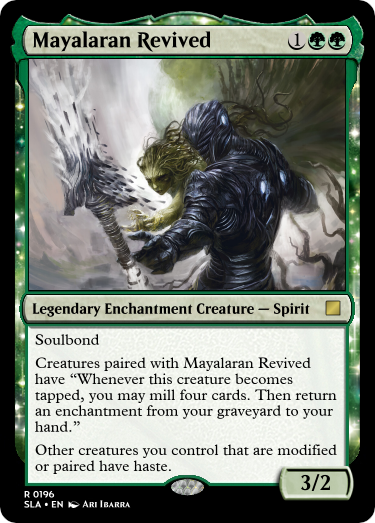 Mayalaran Revived 1
Legendary Enchantment Creature — Spirit
Soulbond
Creatures paired with Mayalaran Revived
have “Whenever this creature becomes
tapped, you may mill four cards. Then return
an enchantment from your graveyard to your
hand.”
Other creatures you control that are modified
or paired have haste.
3/2
R 0196
SLA • EN Ari Ibarra